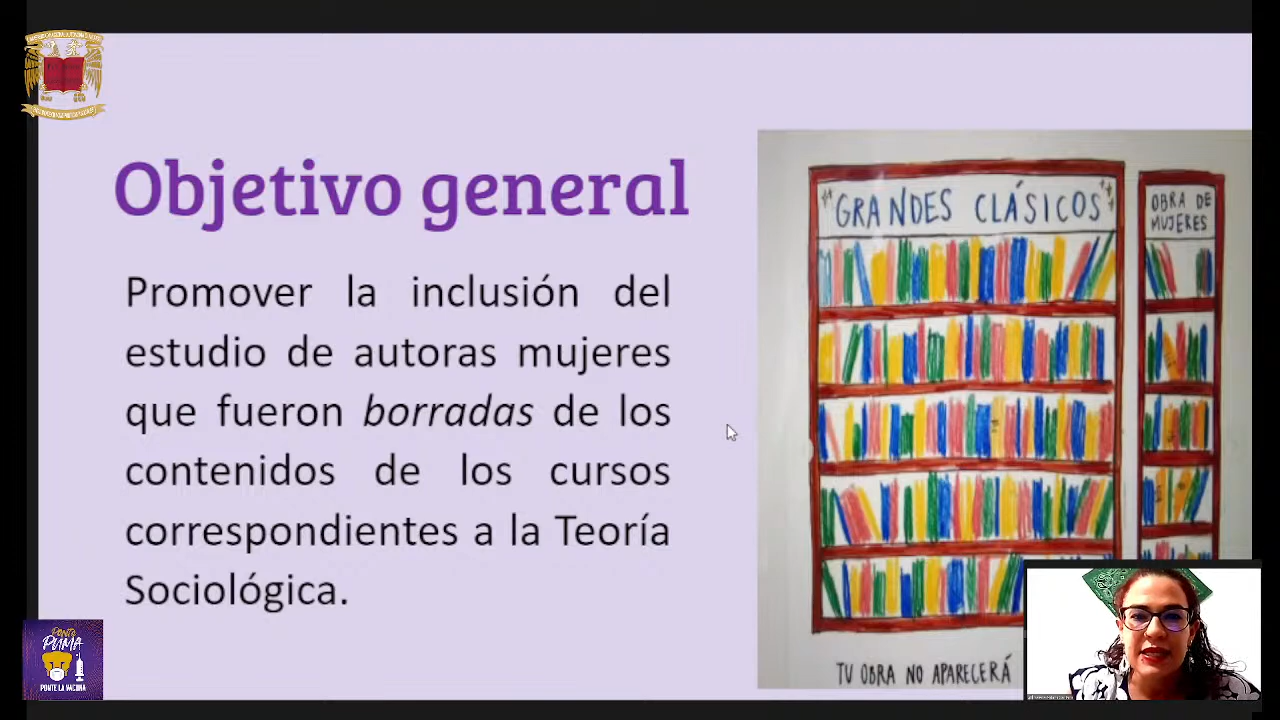 Objetivo general
Promover la inclusión del
estudio de autoras mujeres
que fueron borradas de los
contenidos de los cursos
correspondientes a la Teoría
Sociológica.
GRANDES CLÁSICOS
OBRA DE
MUJERES
TU OBRA NO APARECERÁ
PONTE
PUMA
PONTE LA VACUNA